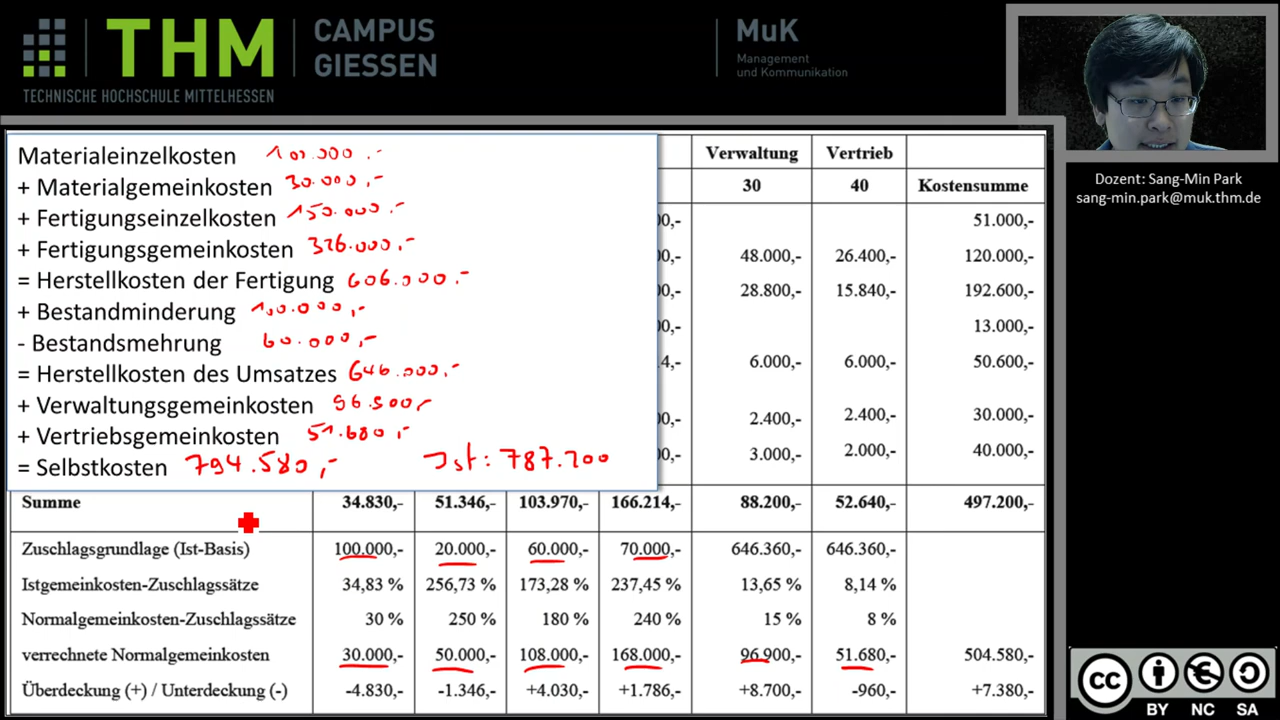 THM
TECHNISCHE HOCHSCHULE MITTELHESSEN
CAMPUS
GIESSEN
MuK
Management
und Kommunikation
Dozent: Sang-Min Park
sang-min.park@muk.thm.de
Materialeinzelkosten 100.000,-
+ Materialgemeinkosten 30.000,-
+ Fertigungseinzelkosten 150.000,-
+ Fertigungsgemeinkosten 326.000,-
= Herstellkosten der Fertigung 606.000,-
+ Bestandminderung 100.000,-
- Bestandsmehrung 60.000,-
= Herstellkosten des Umsatzes 646.000,-
+ Verwaltungsgemeinkosten 96.900,-
+ Vertriebsgemeinkosten 51.680,-
= Selbstkosten 794.580,- Ist: 787.200
Verwaltung Vertrieb
30 40 Kostensumme
00,- 51.000,-
00,- 48.000,- 26.400,- 120.000,-
00,- 28.800,- 15.840,- 192.600,-
00,- 13.000,-
14,- 6.000,- 6.000,- 50.600,-
00,- 2.400,- 2.400,- 30.000,-
00,- 3.000,- 2.000,- 40.000,-
Summe 34.830,- 51.346,- 103.970,- 166.214,- 88.200,- 52.640,- 497.200,-
Zuschlagsgrundlage (Ist-Basis) 100.000,- 20.000,- 60.000,- 70.000,- 646.360,- 646.360,-
Istgemeinkosten-Zuschlagssätze 34,83 % 256,73 % 173,28 % 237,45 % 13,65 % 8,14 %
Normalgemeinkosten-Zuschlagssätze 30 % 250 % 180 % 240 % 15 % 8 %
verrechnete Normalgemeinkosten 30.000,- 50.000,- 108.000,- 168.000,- 96.900,- 51.680,- 504.580,-
Überdeckung (+) / Unterdeckung (-) -4.830,- -1.346,- +4.030,- +1.786,- +8.700,- -960,- +7.380,-
CC
BY NC SA